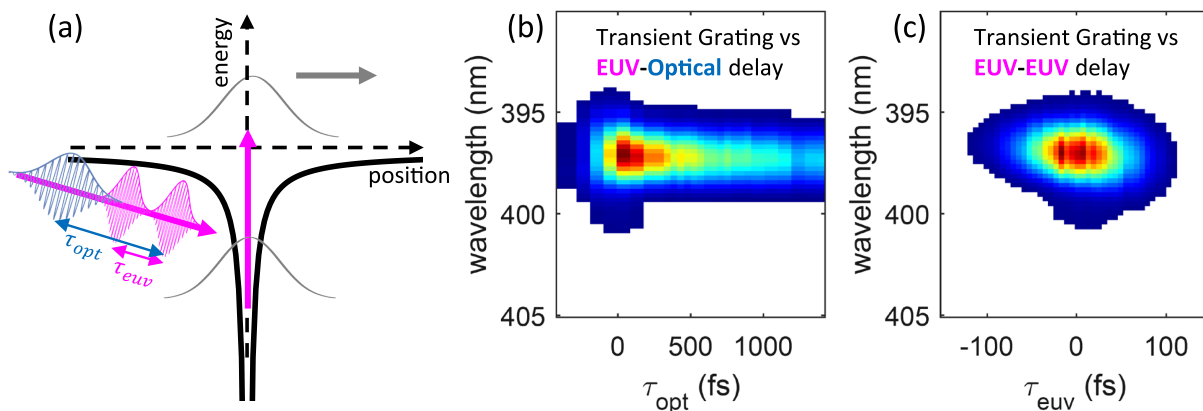 (a)
energy
position
τopt
τeuv
(b)
Transient Grating vs
EUV-Optical delay
wavelength (nm)
395
400
405
0
500
1000
τopt (fs)
(c)
Transient Grating vs
EUV-EUV delay
wavelength (nm)
395
400
405
-100
0
100
τeuv (fs)